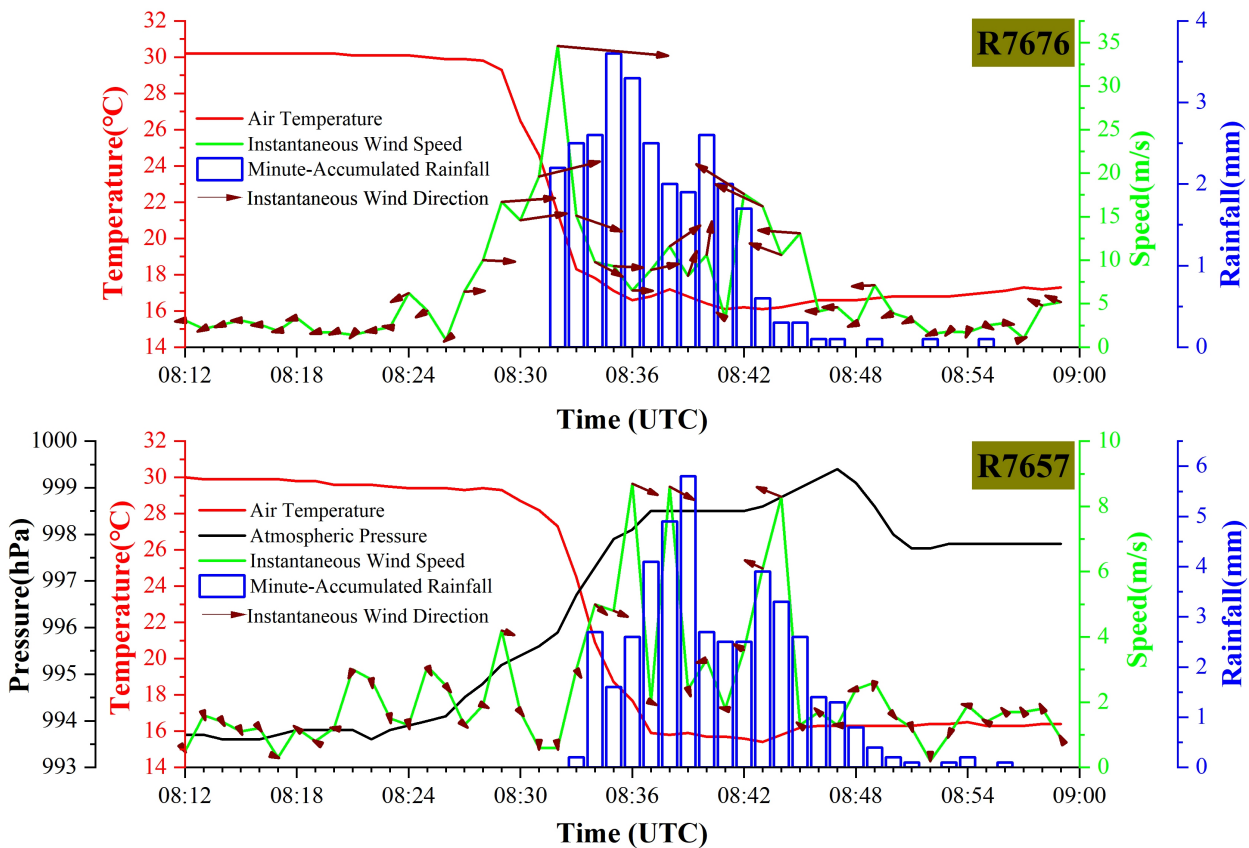 R7676
Temperature(°C)
32
30
28
26
24
22
20
18
16
14
Air Temperature
Instantaneous Wind Speed
Minute-Accumulated Rainfall
Instantaneous Wind Direction
Speed(m/s)
35
30
25
20
15
10
5
0
Rainfall(mm)
4
3
2
1
0
08:12 08:18 08:24 08:30 08:36 08:42 08:48 08:54 09:00
Time (UTC)
R7657
Pressure(hPa)
1000
999
998
997
996
995
994
993
Temperature(°C)
32
30
28
26
24
22
20
18
16
14
Air Temperature
Atmospheric Pressure
Instantaneous Wind Speed
Minute-Accumulated Rainfall
Instantaneous Wind Direction
Speed(m/s)
10
8
6
4
2
0
Rainfall(mm)
6
5
4
3
2
1
0
08:12 08:18 08:24 08:30 08:36 08:42 08:48 08:54 09:00
Time (UTC)